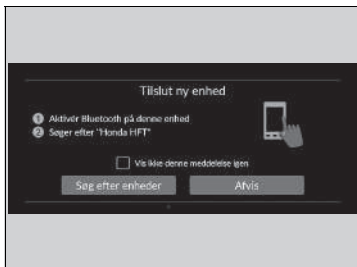 Tilslut ny enhed
1 Aktivér Bluetooth på denne enhed
2 Søger efter "Honda HFT"
Vis ikke denne meddelelse igen
Søg efter enheder
Afvis